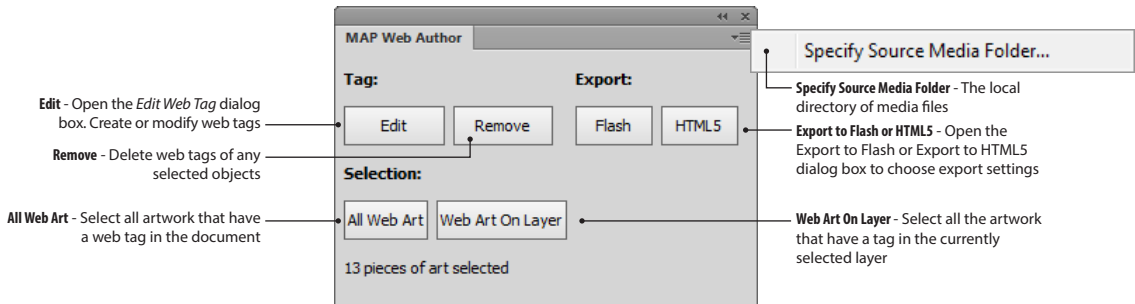 MAP Web Author
Specify Source Media Folder...
Tag:
Export:
Edit
Remove
Flash
HTML5
Selection:
All Web Art
Web Art On Layer
13 pieces of art selected
Edit - Open the Edit Web Tag dialog
box. Create or modify web tags
Remove - Delete web tags of any
selected objects
All Web Art - Select all artwork that have
a web tag in the document
Specify Source Media Folder - The local
directory of media files
Export to Flash or HTML5 - Open the
Export to Flash or Export to HTML5
dialog box to choose export settings
Web Art On Layer - Select all the artwork
that have a tag in the currently
selected layer